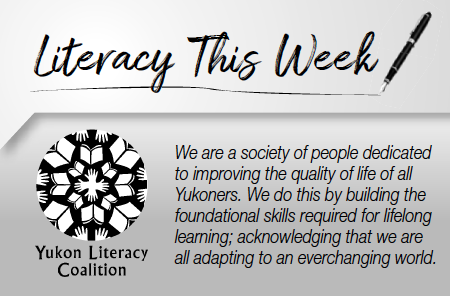 Literacy This Week
We are a society of people dedicated
to improving the quality of life of all
Yukoners. We do this by building the
foundational skills required for lifelong
learning; acknowledging that we are
all adapting to an everchanging world.
Yukon Literacy
Coalition